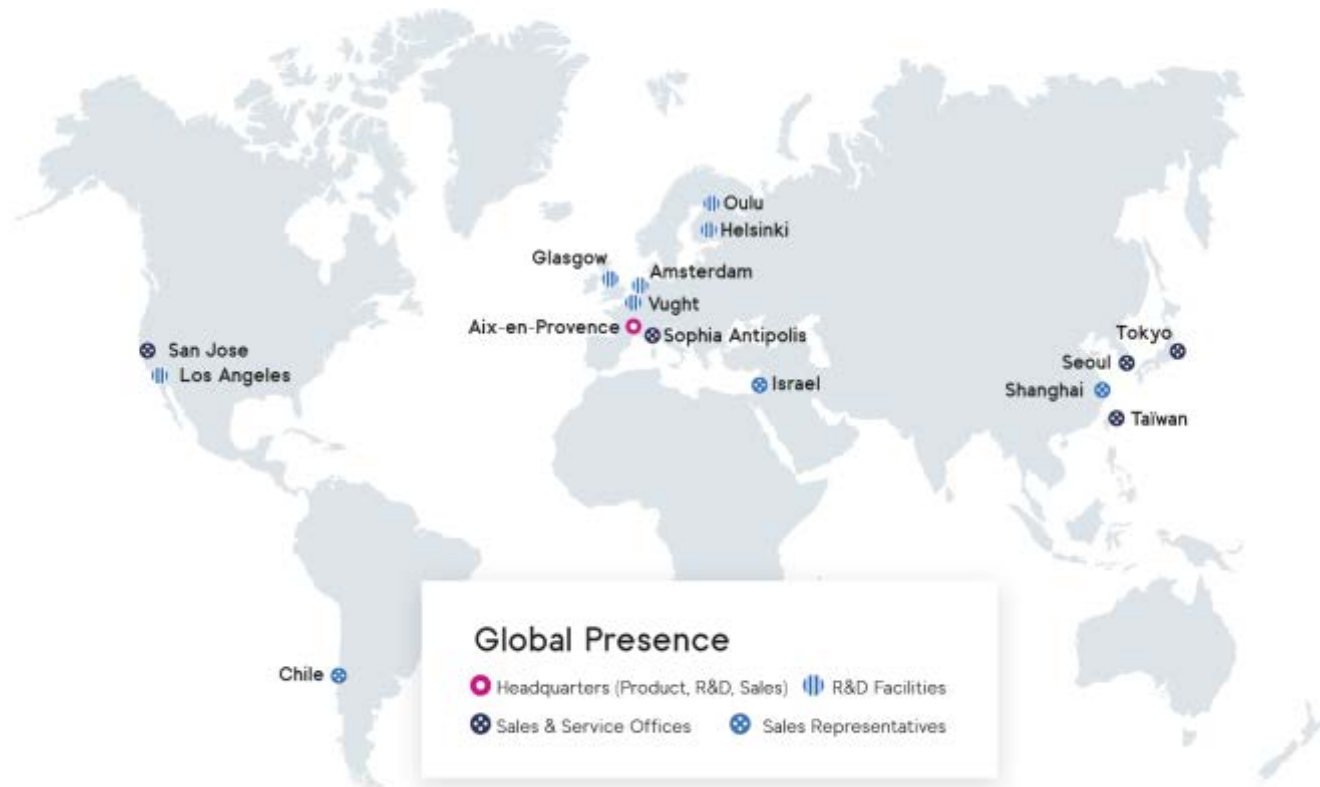 Oulu
Helsinki
Glasgow
Amsterdam
Vught
Aix-en-Provence
Sophia Antipolis
Tokyo
San Jose
Seoul
Los Angeles
Israel
Shanghai
Taïwan
Chile
Global Presence
Headquarters (Product, R&D, Sales)
R&D Facilities
Sales & Service Offices
Sales Representatives